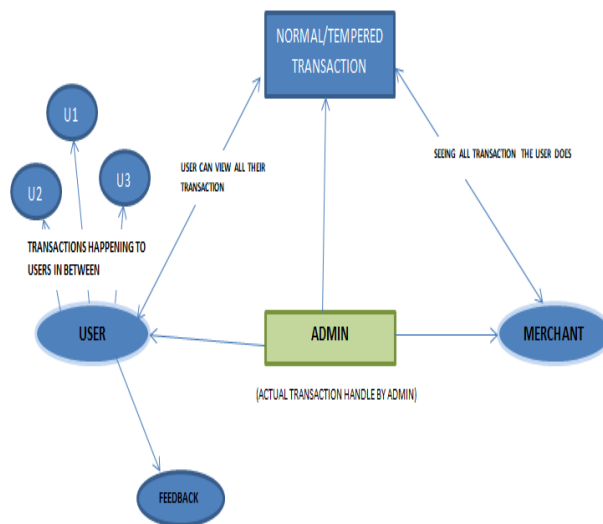 NORMAL/TEMPERED
TRANSACTION
U1
U2
U3
USER CAN VIEW ALL THEIR
TRANSACTION
SEEING ALL TRANSACTION THE USER DOES
TRANSACTIONS HAPPENING TO
USERS IN BETWEEN
USER
ADMIN
MERCHANT
(ACTUAL TRANSACTION HANDLE BY ADMIN)
FEEDBACK